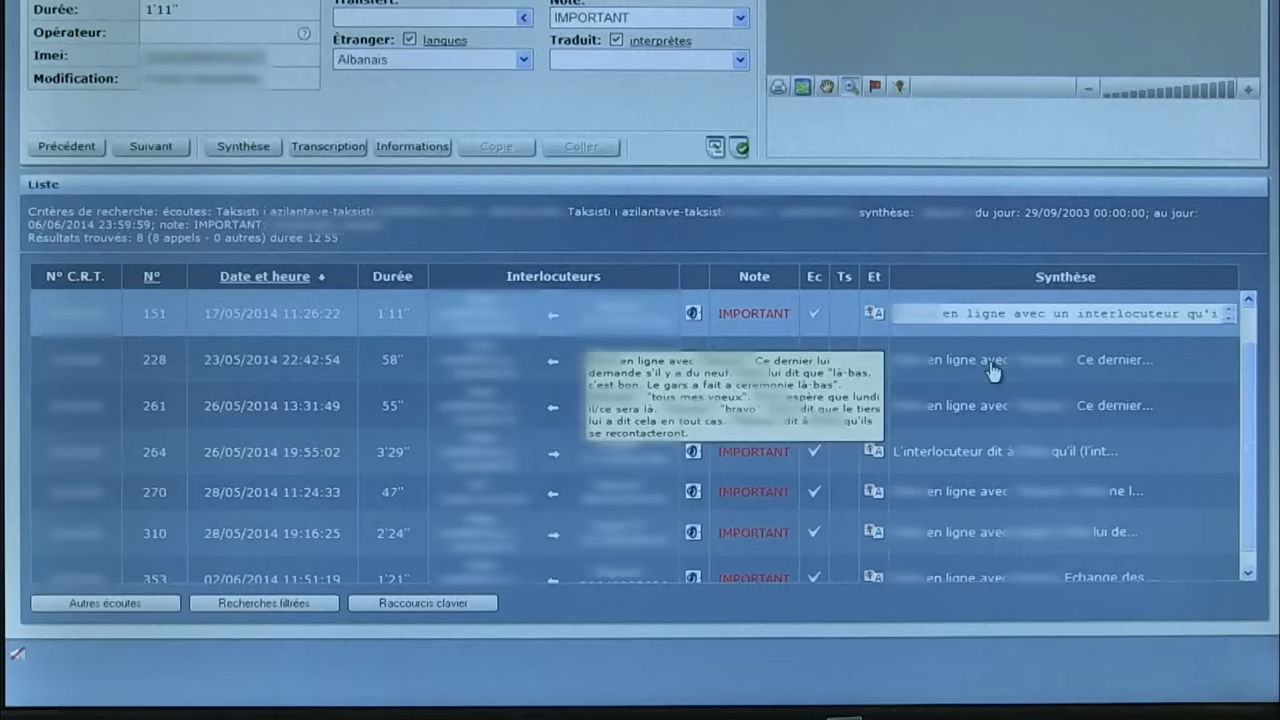 Durée: 1'11"
Note:
IMPORTANT
Opérateur:
Étranger: langues
Traduit: interprètes
Imei:
Albanais
Modification:
Précédent Suivant Synthèse Transcription Informations Copie Coller
Liste
Critères de recherche: écoutes: Taksisti i azilantave-taksisti Taksisti i azilantave-taksist synthèse: du jour: 29/09/2003 00:00:00; au jour:
06/06/2014 23:59:59; note: IMPORTANT
Résultats trouvés: 8 (8 appels - 0 autres) durée 12'55"
N° C.R.T. N° Date et heure Durée Interlocuteurs Note Ec Ts Et Synthèse
151 17/05/2014 11:26:22 1'11" IMPORTANT en ligne avec un interlocuteur qu'i
228 23/05/2014 22:42:54 58" en ligne avec Ce dernier...
en ligne avec Ce dernier lui
demande s'il y a du neuf. lui dit que "là-bas,
c'est bon. Le gars a fait a ceremonie là-bas".
"tous mes voeux". espère que lundi
il/ce sera là. "bravo" dit que le tiers
lui a dit cela en tout cas. dit à qu'ils
se recontacteront.
261 26/05/2014 13:31:49 55" en ligne avec Ce dernier...
264 26/05/2014 19:55:02 3'29" IMPORTANT L'interlocuteur dit à qu'il (l'int...
270 28/05/2014 11:24:33 47" IMPORTANT en ligne avec ne l...
310 28/05/2014 19:16:25 2'24" IMPORTANT en ligne avec lui de...
353 02/06/2014 11:51:19 1'21" IMPORTANT en ligne avec Echange des ...
Autres écoutes Recherches filtrées Raccourcis clavier